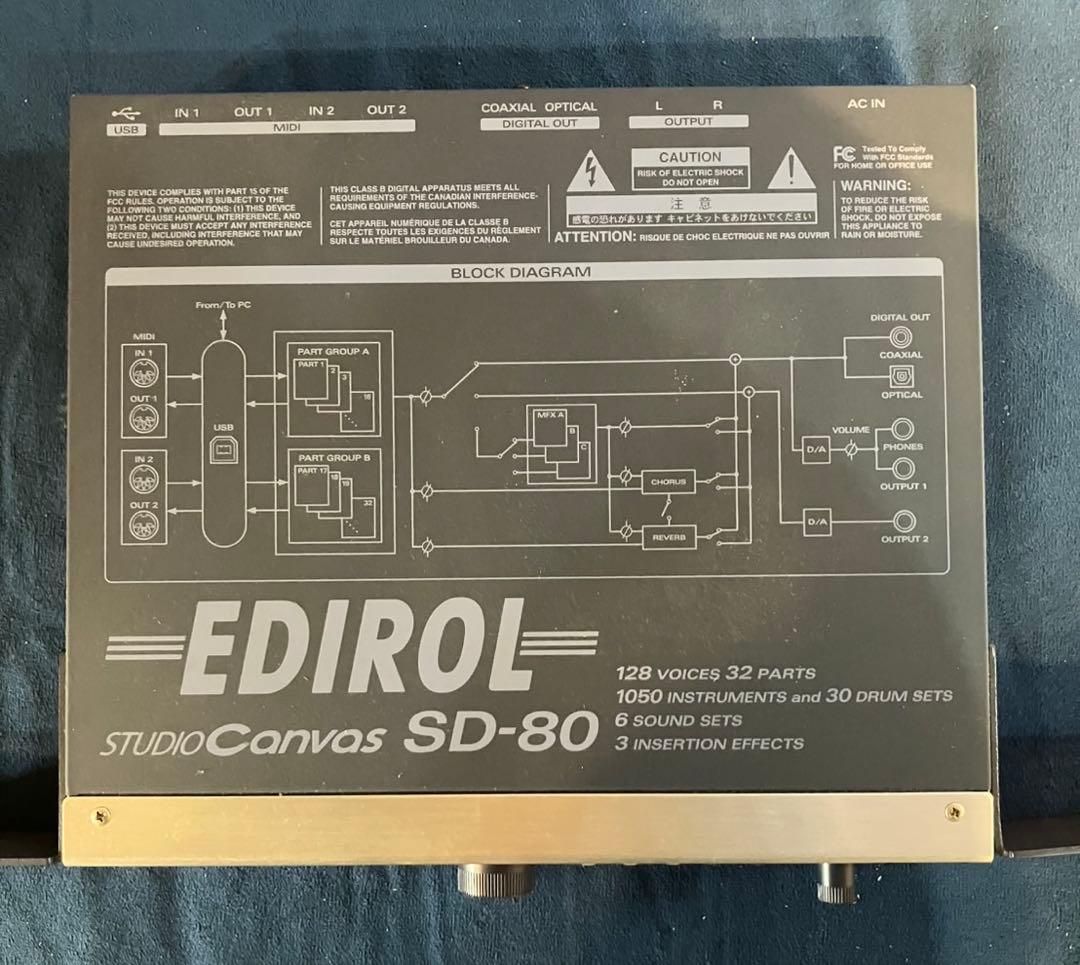 IN 1 OUT 1 IN 2 OUT 2
USB MIDI
COAXIAL OPTICAL
DIGITAL OUT
L R
OUTPUT
AC IN
THIS DEVICE COMPLIES WITH PART 15 OF THE
FCC RULES. OPERATION IS SUBJECT TO THE
FOLLOWING TWO CONDITIONS: (1) THIS DEVICE
MAY NOT CAUSE HARMFUL INTERFERENCE, AND
(2) THIS DEVICE MUST ACCEPT ANY INTERFERENCE
RECEIVED, INCLUDING INTERFERENCE THAT MAY
CAUSE UNDESIRED OPERATION.
THIS CLASS B DIGITAL APPARATUS MEETS ALL
REQUIREMENTS OF THE CANADIAN INTERFERENCE-
CAUSING EQUIPMENT REGULATIONS.
CET APPAREIL NUMÉRIQUE DE LA CLASSE B
RESPECTE TOUTES LES EXIGENCES DU RÈGLEMENT
SUR LE MATÉRIEL BROUILLEUR DU CANADA.
CAUTION
RISK OF ELECTRIC SHOCK
DO NOT OPEN
注 意
感電の恐れがあります キャビネットをあけないでください
ATTENTION: RISQUE DE CHOC ELECTRIQUE NE PAS OUVRIR
FC Tested To Comply
With FCC Standards
FOR HOME OR OFFICE USE
WARNING:
TO REDUCE THE RISK
OF FIRE OR ELECTRIC
SHOCK, DO NOT EXPOSE
THIS APPLIANCE TO
RAIN OR MOISTURE.
BLOCK DIAGRAM
From/To PC
MIDI
IN 1
OUT 1
IN 2
OUT 2
USB
PART GROUP A
PART 1
2
3
16
PART GROUP B
PART 17
18
19
32
MFX A
B
C
CHORUS
REVERB
DIGITAL OUT
COAXIAL
OPTICAL
VOLUME
D/A
PHONES
OUTPUT 1
D/A
OUTPUT 2
EDIROL
STUDIO Canvas SD-80
128 VOICES 32 PARTS
1050 INSTRUMENTS and 30 DRUM SETS
6 SOUND SETS
3 INSERTION EFFECTS